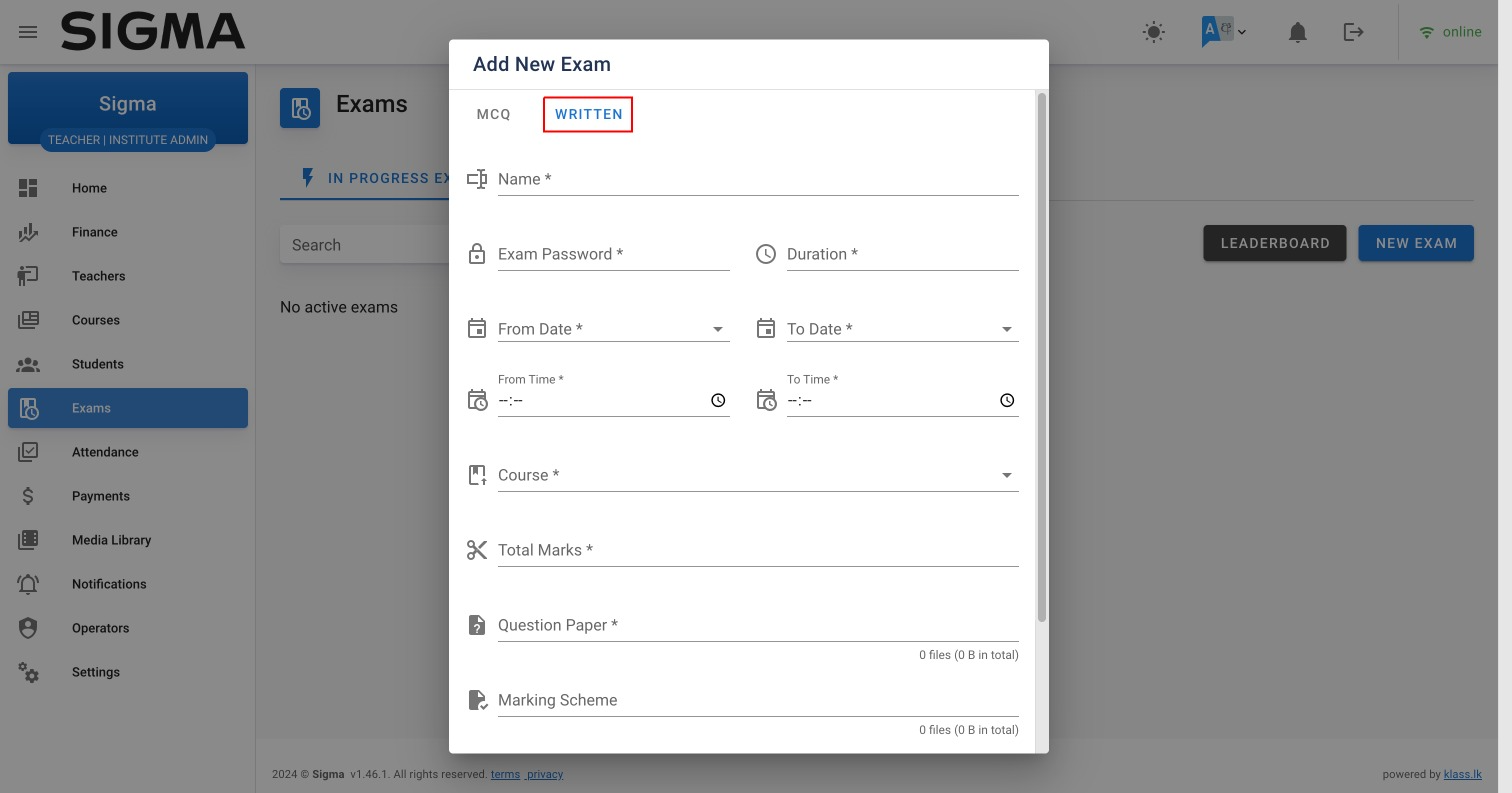 SIGMA
online
Sigma
TEACHER | INSTITUTE ADMIN
Home
Finance
Teachers
Courses
Students
Exams
Attendance
Payments
Media Library
Notifications
Operators
Settings
Exams
IN PROGRESS EX
Search
LEADERBOARD
NEW EXAM
No active exams
Add New Exam
MCQ
WRITTEN
Name *
Exam Password *
Duration *
From Date *
To Date *
From Time *
--:--
To Time *
--:--
Course *
Total Marks *
Question Paper *
0 files (0 B in total)
Marking Scheme
0 files (0 B in total)
2024 © Sigma v1.46.1. All rights reserved. terms privacy
powered by klass.lk